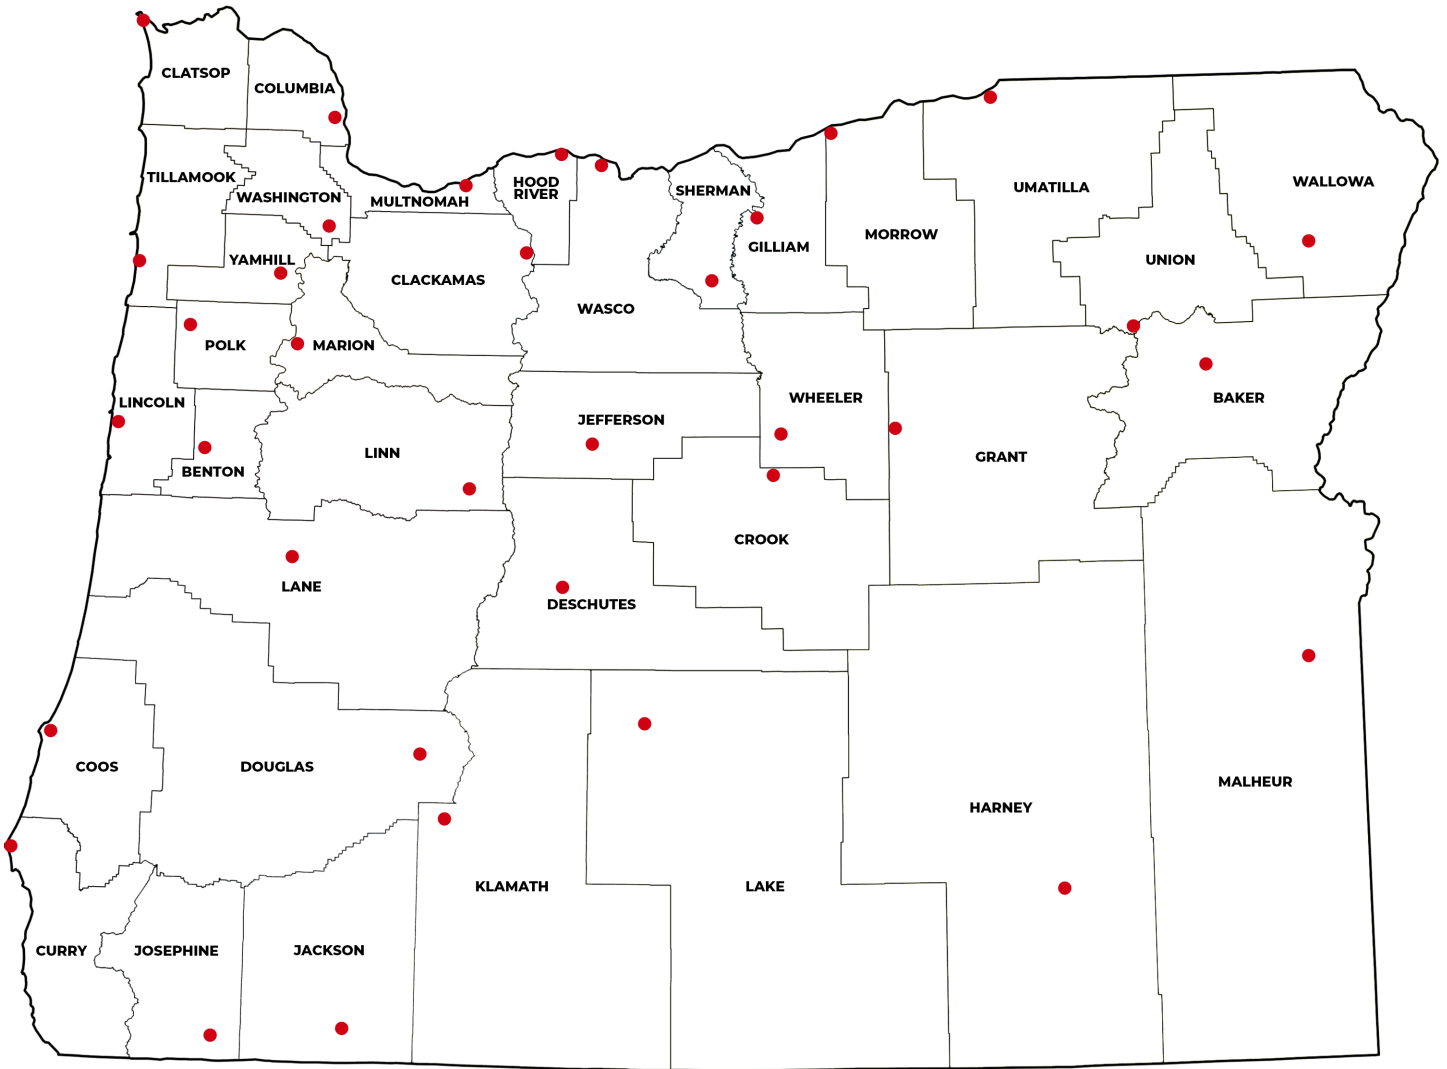 CLATSOP
COLUMBIA
TILLAMOOK
WASHINGTON
MULTNOMAH
HOOD
RIVER
SHERMAN
UMATILLA
WALLOWA
YAMHILL
CLACKAMAS
GILLIAM
MORROW
UNION
WASCO
POLK
MARION
LINCOLN
JEFFERSON
WHEELER
BAKER
BENTON
LINN
GRANT
CROOK
LANE
DESCHUTES
COOS
DOUGLAS
MALHEUR
HARNEY
KLAMATH
LAKE
CURRY
JOSEPHINE
JACKSON